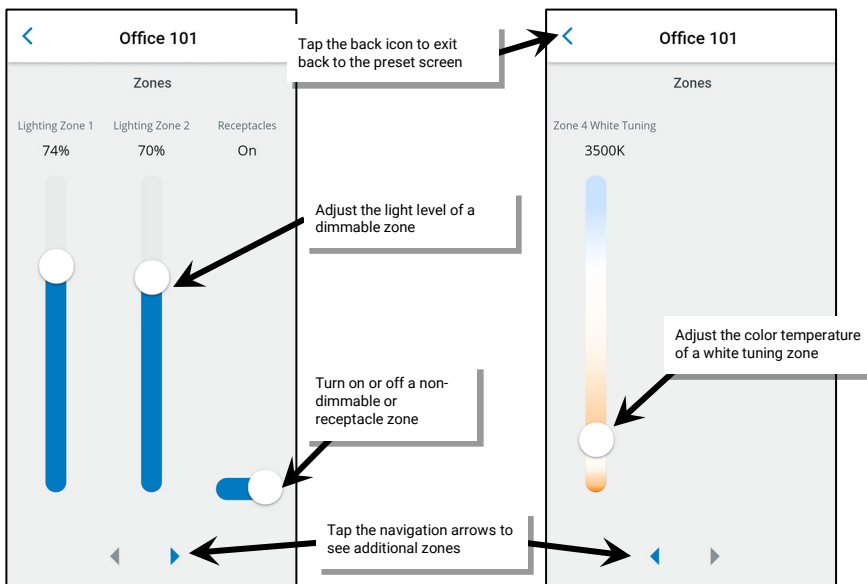 Office 101
Zones
Lighting Zone 1
Lighting Zone 2
Receptacles
74%
70%
On
Tap the back icon to exit
back to the preset screen
Adjust the light level of a
dimmable zone
Turn on or off a non-
dimmable or
receptacle zone
Tap the navigation arrows to
see additional zones
Office 101
Zones
Zone 4 White Tuning
3500K
Adjust the color temperature
of a white tuning zone